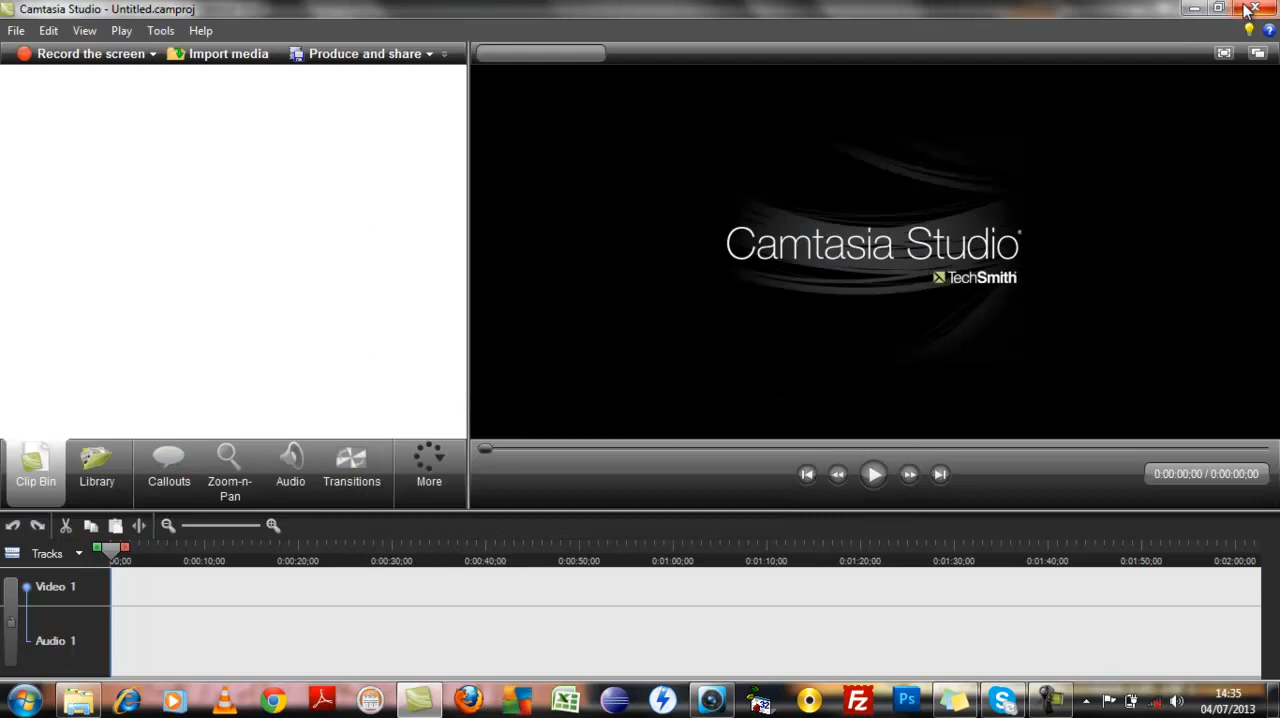 Camtasia Studio - Untitled.camproj
File Edit View Play Tools Help
Record the screen Import media Produce and share
Camtasia Studio
TechSmith
Clip Bin Library Callouts Zoom-n-Pan Audio Transitions More
0:00:00;00 / 0:00:00;00
Tracks
00;00 0:00:10;00 0:00:20;00 0:00:30;00 0:00:40;00 0:00:50;00 0:01:00;00 0:01:10;00 0:01:20;00 0:01:30;00 0:01:40;00 0:01:50;00 0:02:00;00
Video 1
Audio 1
32
Ps
14:35
04/07/2013